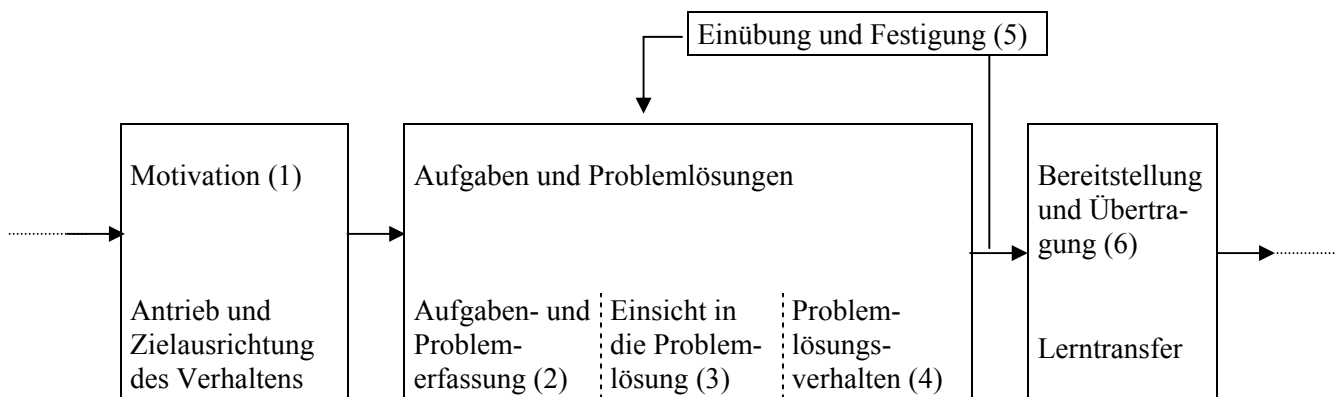 Einübung und Festigung (5)
Motivation (1)
Antrieb und
Zielausrichtung
des Verhaltens
Aufgaben und Problemlösungen
Aufgaben- und
Problem-
erfassung (2)
Einsicht in
die Problem-
lösung (3)
Problem-
lösungs-
verhalten (4)
Bereitstellung
und Übertra-
gung (6)
Lerntransfer